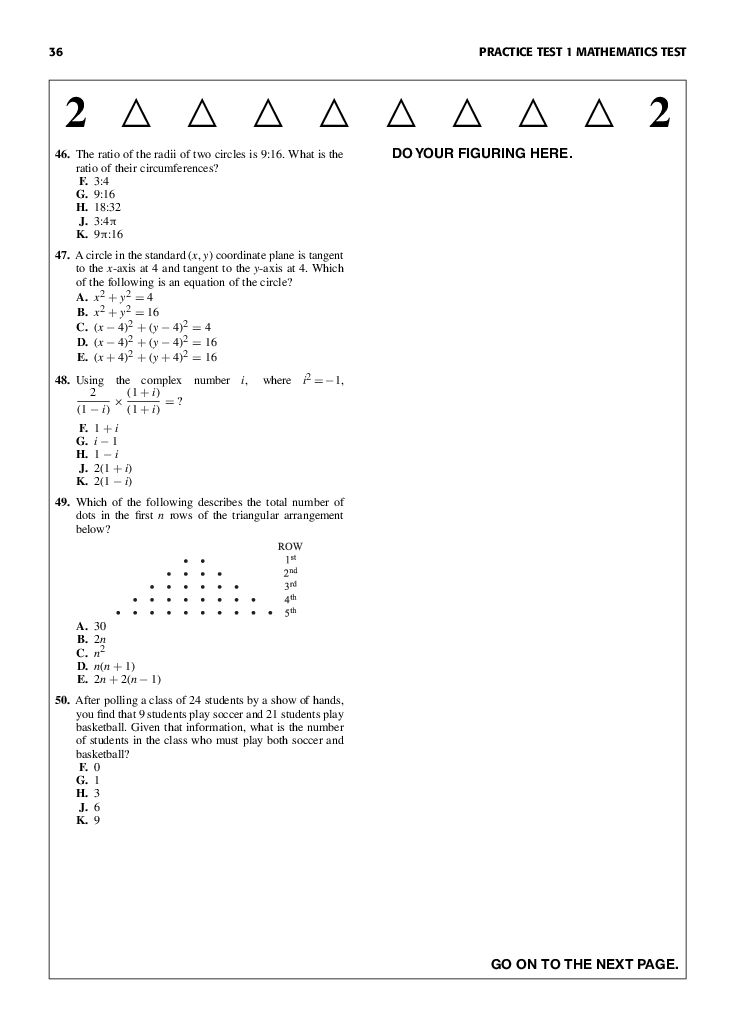 36
PRACTICE TEST 1 MATHEMATICS TEST
2 △ △ △ △ △ △ △ △ 2
46. The ratio of the radii of two circles is 9:16. What is the
ratio of their circumferences?
F. 3:4
G. 9:16
H. 18:32
J. 3:4π
K. 9π:16
47. A circle in the standard (x, y) coordinate plane is tangent
to the x-axis at 4 and tangent to the y-axis at 4. Which
of the following is an equation of the circle?
A. x² + y² = 4
B. x² + y² = 16
C. (x − 4)² + (y − 4)² = 4
D. (x − 4)² + (y − 4)² = 16
E. (x + 4)² + (y + 4)² = 16
48. Using the complex number i, where i² = −1,
2/(1 − i) × (1 + i)/(1 + i) = ?
F. 1 + i
G. i − 1
H. 1 − i
J. 2(1 + i)
K. 2(1 − i)
49. Which of the following describes the total number of
dots in the first n rows of the triangular arrangement
below?
ROW
1st
2nd
3rd
4th
5th
A. 30
B. 2n
C. n²
D. n(n + 1)
E. 2n + 2(n − 1)
50. After polling a class of 24 students by a show of hands,
you find that 9 students play soccer and 21 students play
basketball. Given that information, what is the number
of students in the class who must play both soccer and
basketball?
F. 0
G. 1
H. 3
J. 6
K. 9
DO YOUR FIGURING HERE.
GO ON TO THE NEXT PAGE.